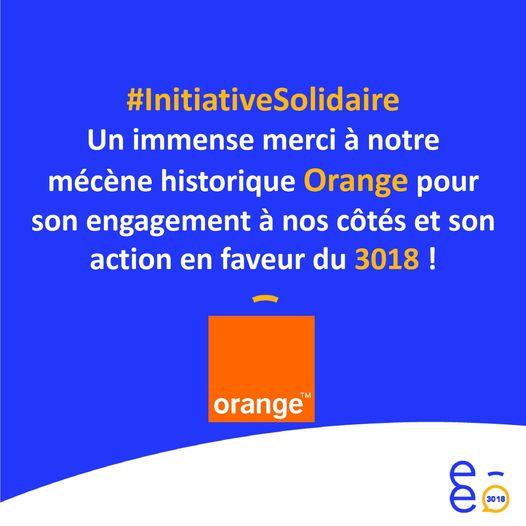 #InitiativeSolidaire
Un immense merci à notre
mécène historique Orange pour
son engagement à nos côtés et son
action en faveur du 3018 !
orange™
e
e 3018